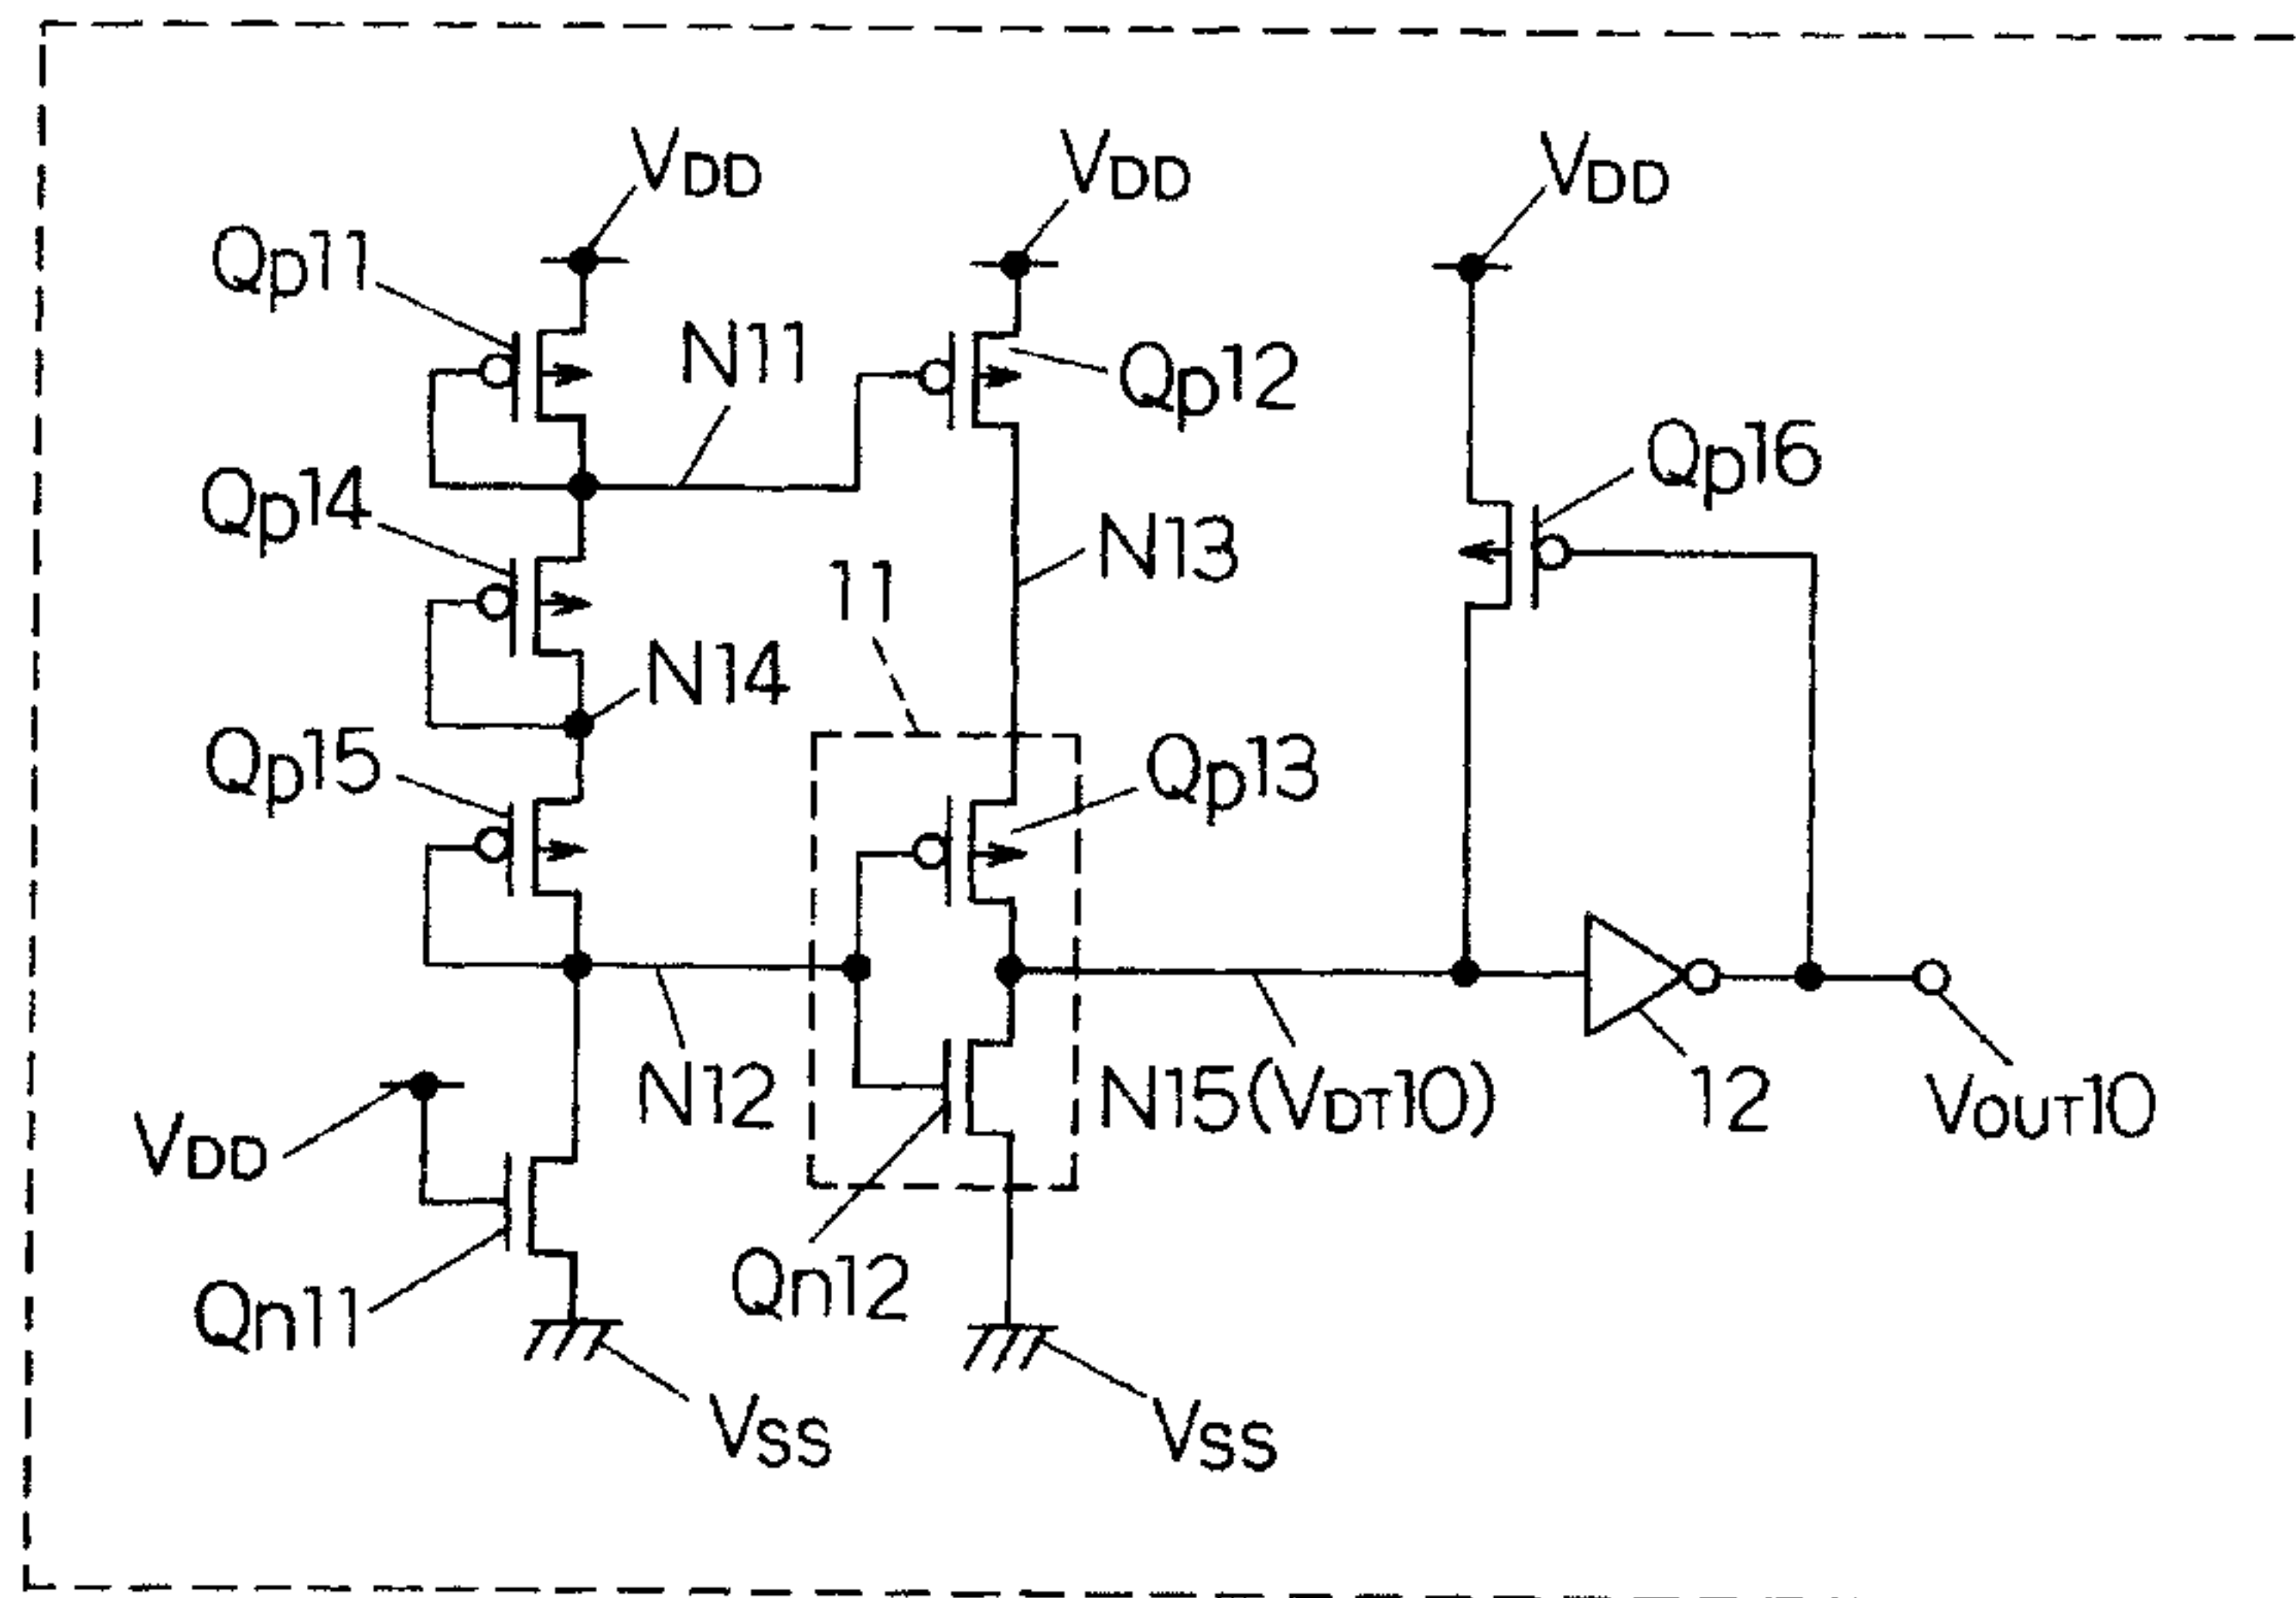 VDD
VDD
VDD
Qp11
N11
Qp12
Qp16
Qp14
N13
11
N14
Qp15
Qp13
N12
N15(VDT10)
12
VOUT10
VDD
Qn12
Qn11
VSS
VSS